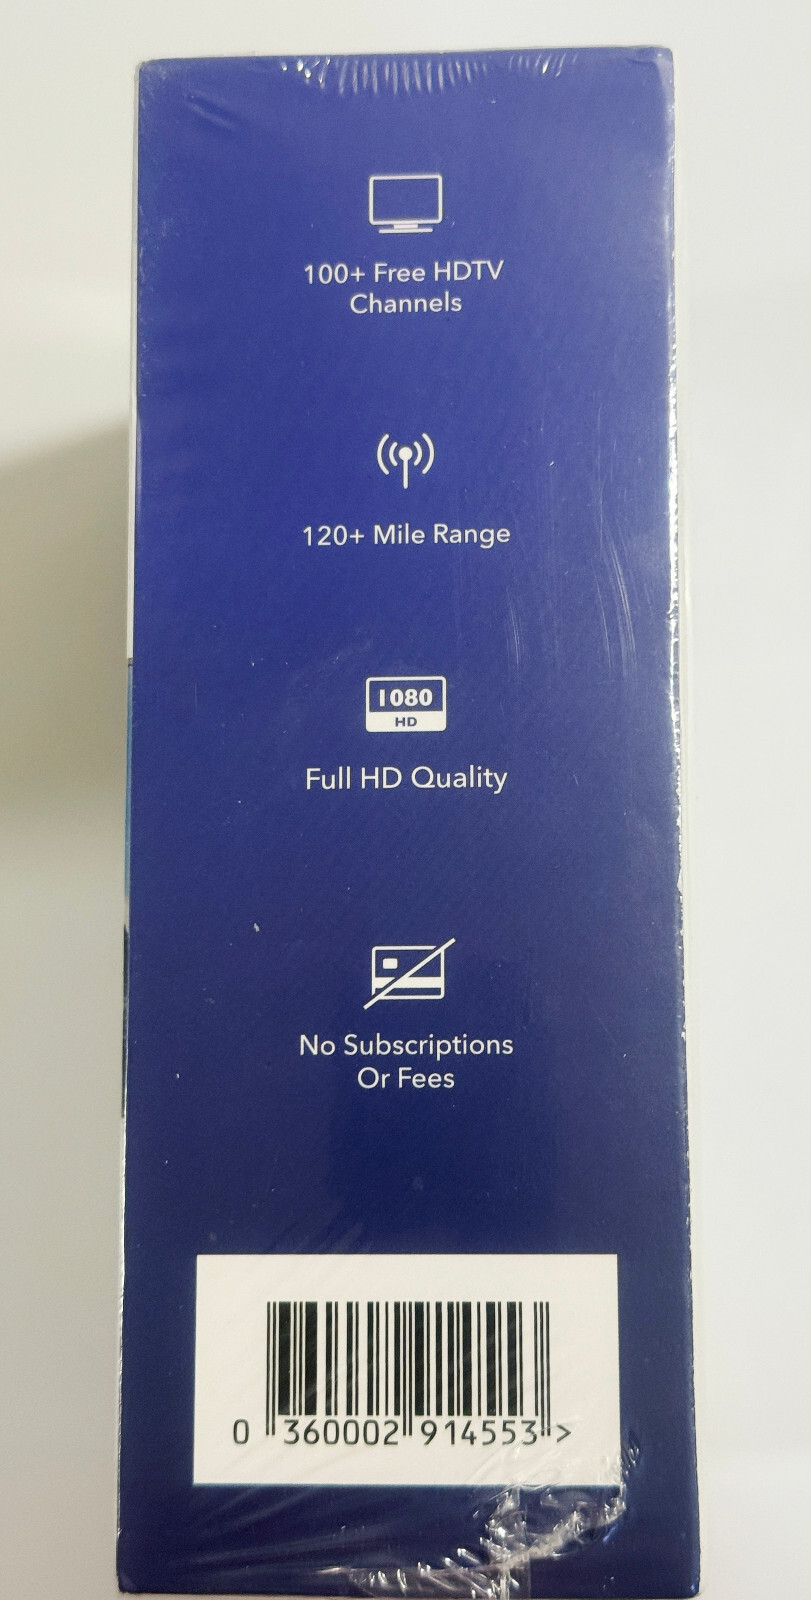 100+ Free HDTV
Channels
120+ Mile Range
1080
HD
Full HD Quality
No Subscriptions
Or Fees
0 360002 914553 >